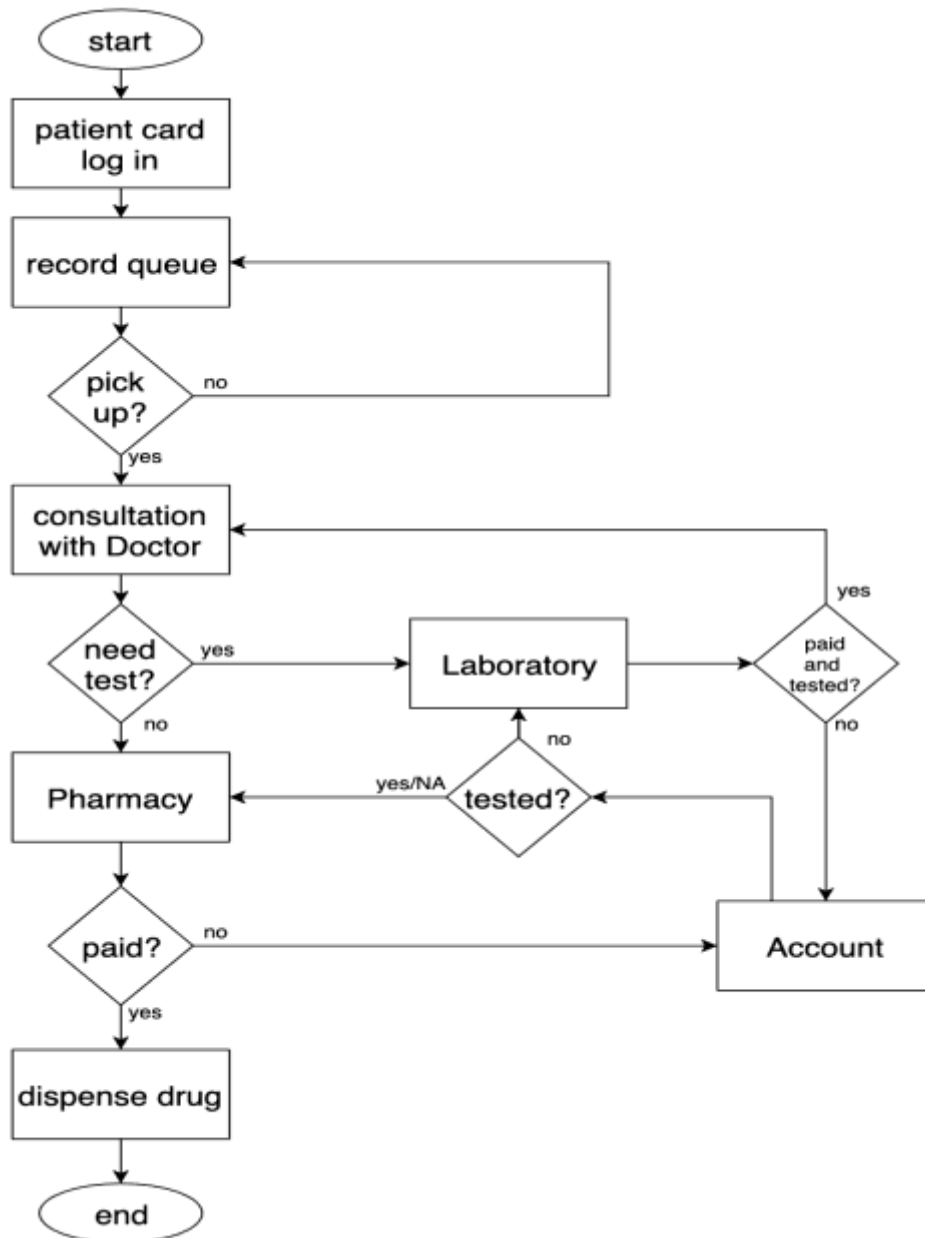 start
patient card
log in
record queue
pick
up?
no
yes
consultation
with Doctor
need
test?
yes
no
Laboratory
paid
and
tested?
yes
no
Pharmacy
yes/NA
tested?
no
paid?
no
yes
Account
dispense drug
end